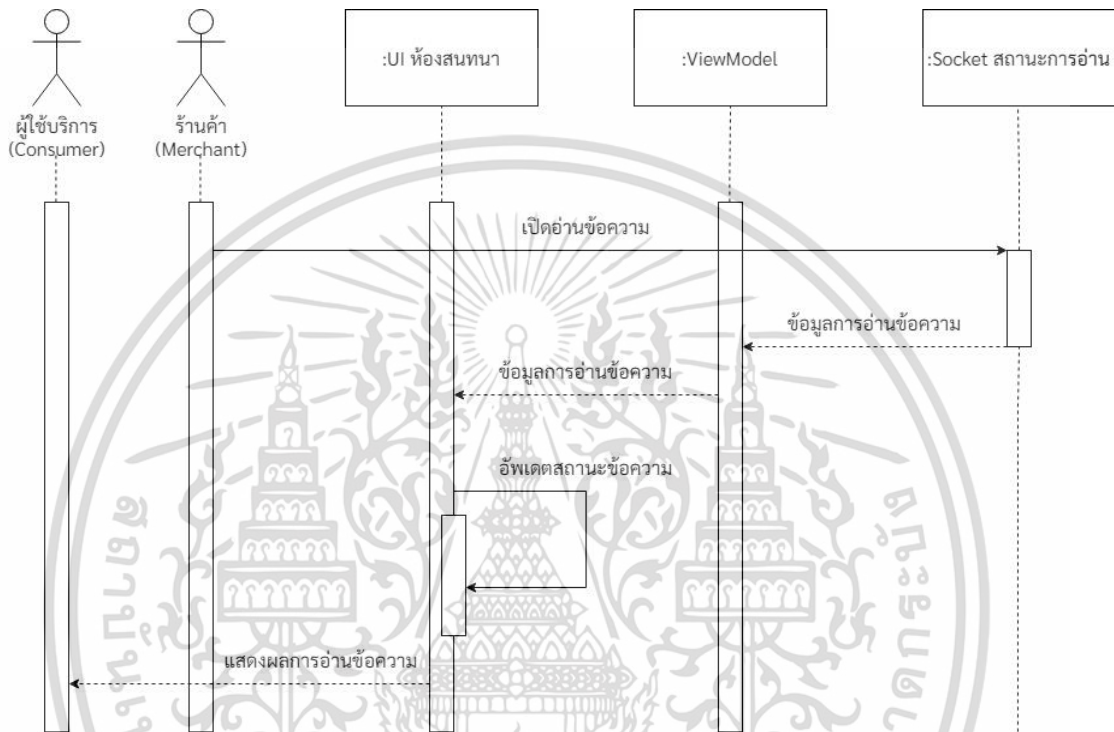 :UI ห้องสนทนา
:ViewModel
:Socket สถานะการอ่าน
ผู้ใช้บริการ
(Consumer)
ร้านค้า
(Merchant)
เปิดอ่านข้อความ
ข้อมูลการอ่านข้อความ
ข้อมูลการอ่านข้อความ
อัพเดตสถานะข้อความ
แสดงผลการอ่านข้อความ